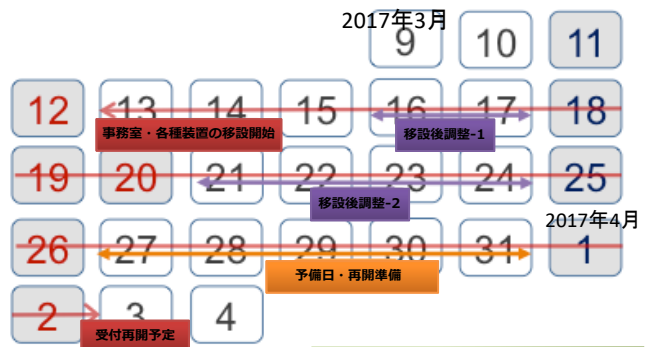 2017年3月
9 10 11
12 13 14 15 16 17 18
事務室・各種装置の移設開始 移設後調整-1
19 20 21 22 23 24 25
移設後調整-2
2017年4月
26 27 28 29 30 31 1
予備日・再開準備
2 3 4
受付再開予定